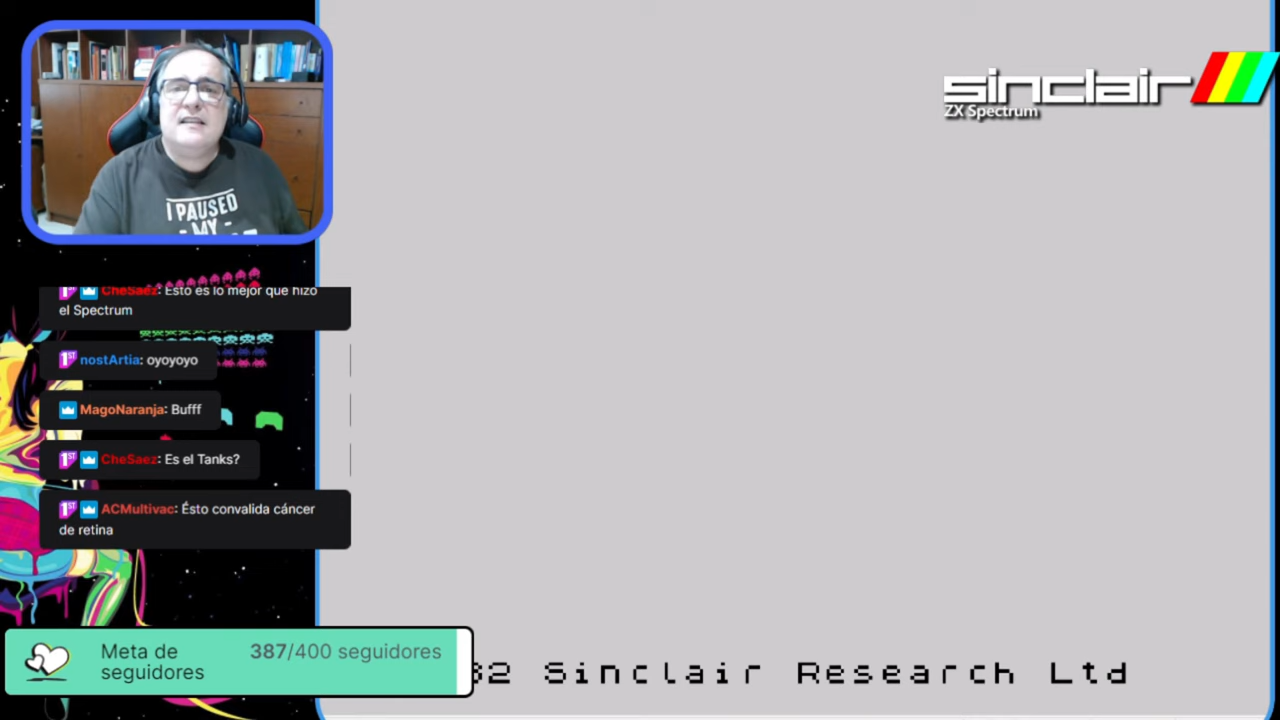 sinclair
ZX Spectrum
I PAUSED
MY
CheSaez: Esto es lo mejor que hizo
el Spectrum
nostArtia: oyoyoyo
MagoNaranja: Bufff
CheSaez: Es el Tanks?
ACMultivac: Ésto convalida cáncer
de retina
Meta de
seguidores
387/400 seguidores
82 Sinclair Research Ltd